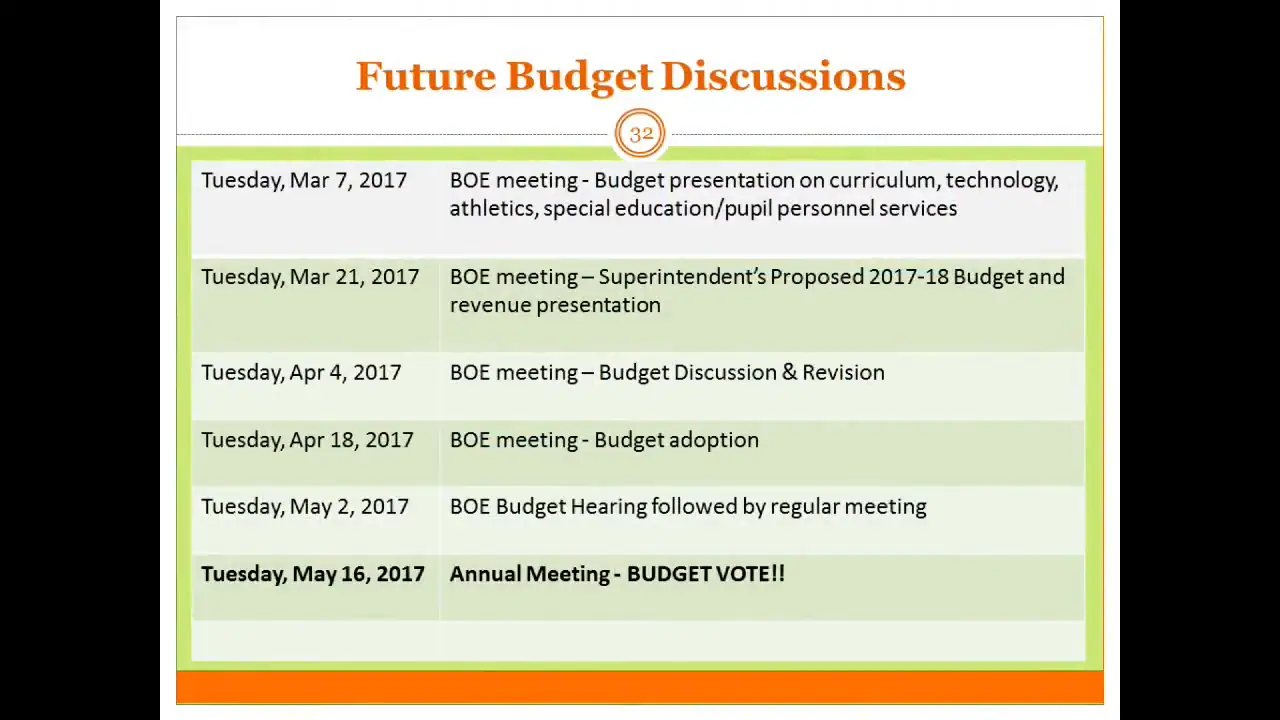 Future Budget Discussions
32
Tuesday, Mar 7, 2017
BOE meeting - Budget presentation on curriculum, technology,
athletics, special education/pupil personnel services
Tuesday, Mar 21, 2017
BOE meeting – Superintendent’s Proposed 2017-18 Budget and
revenue presentation
Tuesday, Apr 4, 2017
BOE meeting – Budget Discussion & Revision
Tuesday, Apr 18, 2017
BOE meeting - Budget adoption
Tuesday, May 2, 2017
BOE Budget Hearing followed by regular meeting
Tuesday, May 16, 2017
Annual Meeting - BUDGET VOTE!!